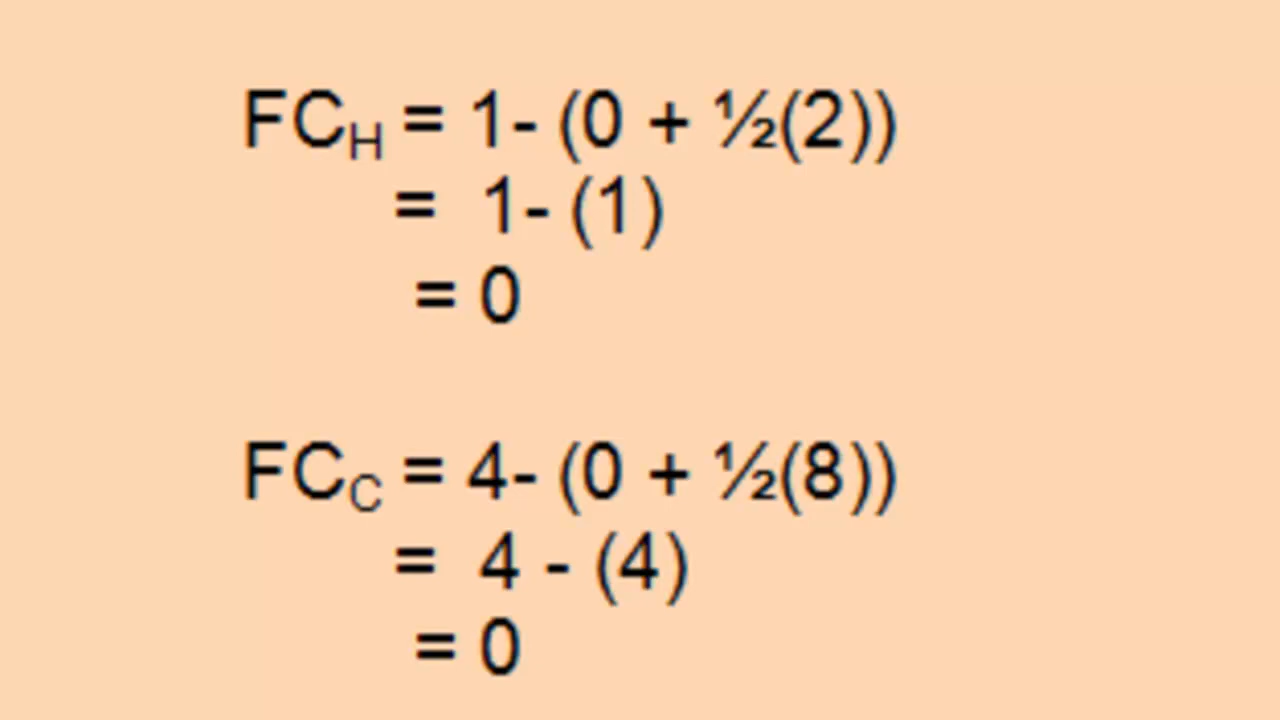 FCH = 1- (0 + ½(2))
= 1- (1)
= 0
FCC = 4- (0 + ½(8))
= 4 - (4)
= 0